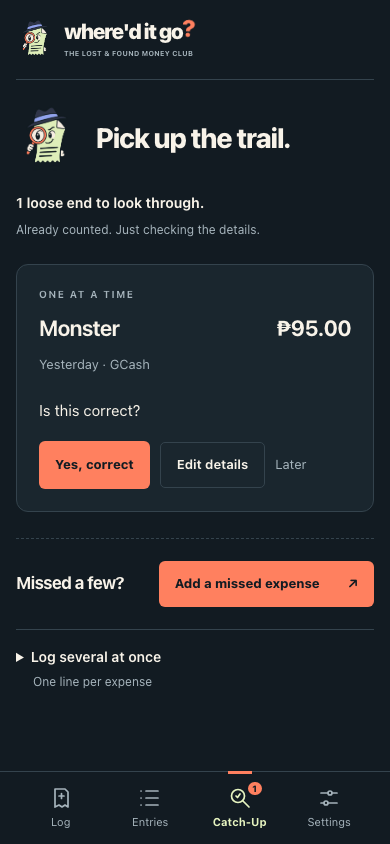 where'd it go?
THE LOST & FOUND MONEY CLUB
Pick up the trail.
1 loose end to look through.
Already counted. Just checking the details.
ONE AT A TIME
Monster ₱95.00
Yesterday · GCash
Is this correct?
Yes, correct Edit details Later
Missed a few? Add a missed expense ↗
▶ Log several at once
One line per expense
1
Log Entries Catch-Up Settings